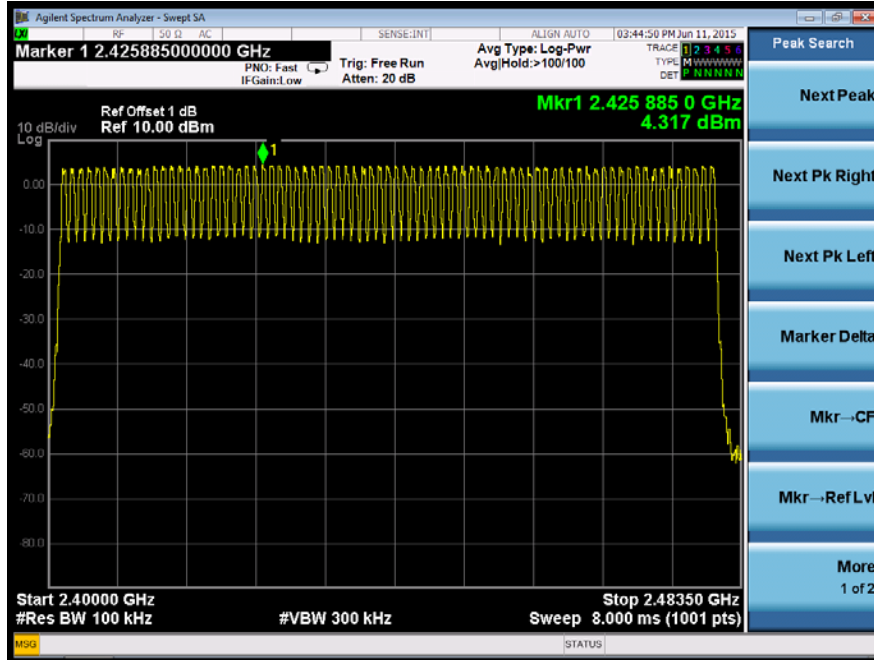 Agilent Spectrum Analyzer - Swept SA
RF 50 Ω AC SENSE:INT ALIGN AUTO 03:44:50 PM Jun 11, 2015
Marker 1 2.425885000000 GHz
PNO: Fast
IFGain:Low
Trig: Free Run
Atten: 20 dB
Avg Type: Log-Pwr
Avg|Hold:>100/100
TRACE 1 2 3 4 5 6
TYPE M W W W W W
DET P N N N N N
Peak Search
Next Peak
Next Pk Right
Next Pk Left
Marker Delta
Mkr→CF
Mkr→Ref Lvl
More
1 of 2
Mkr1 2.425 885 0 GHz
4.317 dBm
Ref Offset 1 dB
10 dB/div Ref 10.00 dBm
Log
1
0.00
-10.0
-20.0
-30.0
-40.0
-50.0
-60.0
-70.0
-80.0
Start 2.40000 GHz Stop 2.48350 GHz
#Res BW 100 kHz #VBW 300 kHz Sweep 8.000 ms (1001 pts)
MSG STATUS